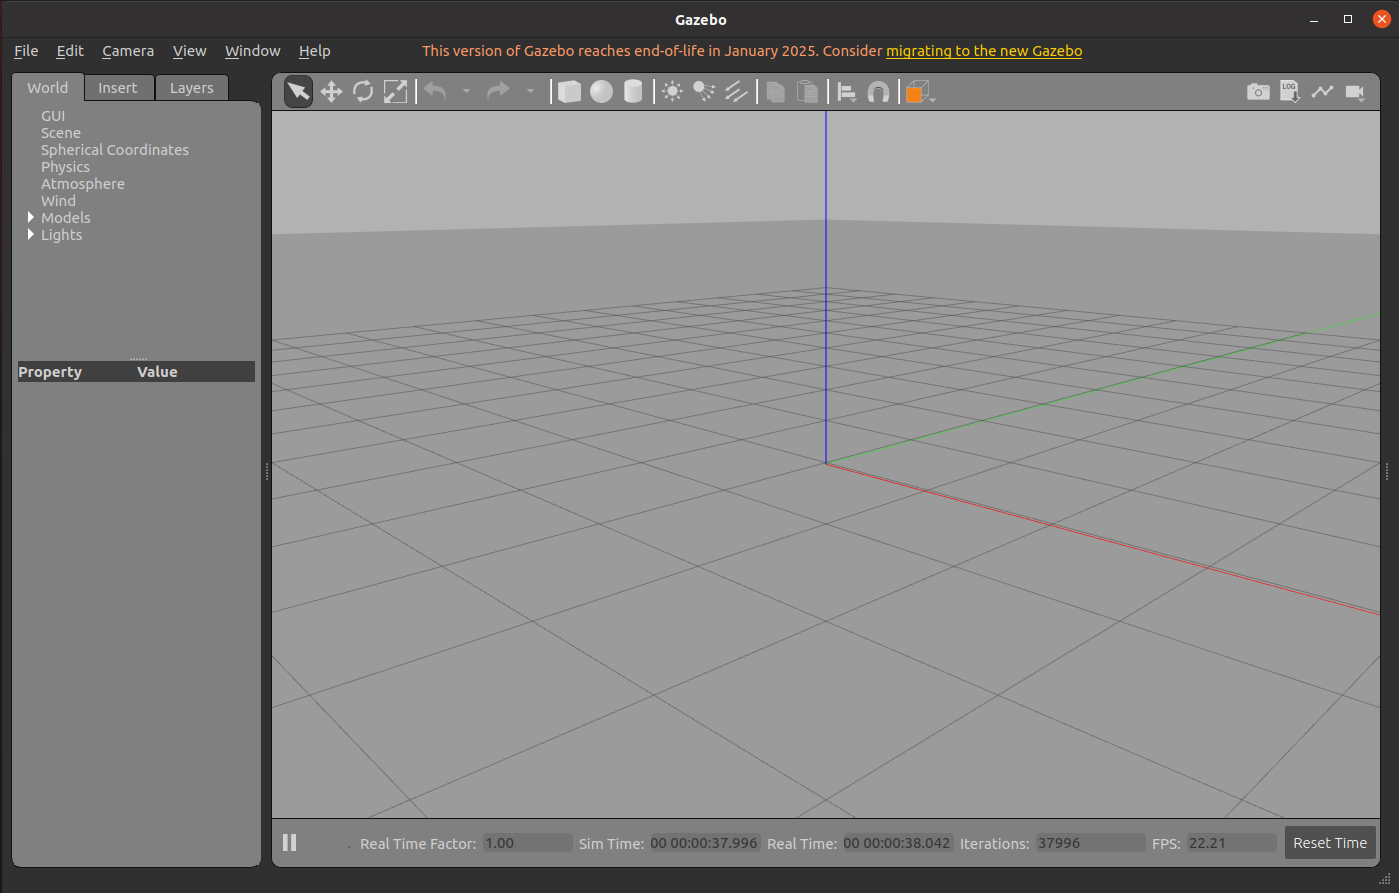 Gazebo
File Edit Camera View Window Help This version of Gazebo reaches end-of-life in January 2025. Consider migrating to the new Gazebo
World Insert Layers
LOG
GUI
Scene
Spherical Coordinates
Physics
Atmosphere
Wind
Models
Lights
Property Value
Real Time Factor: 1.00 Sim Time: 00 00:00:37.996 Real Time: 00 00:00:38.042 Iterations: 37996 FPS: 22.21 Reset Time